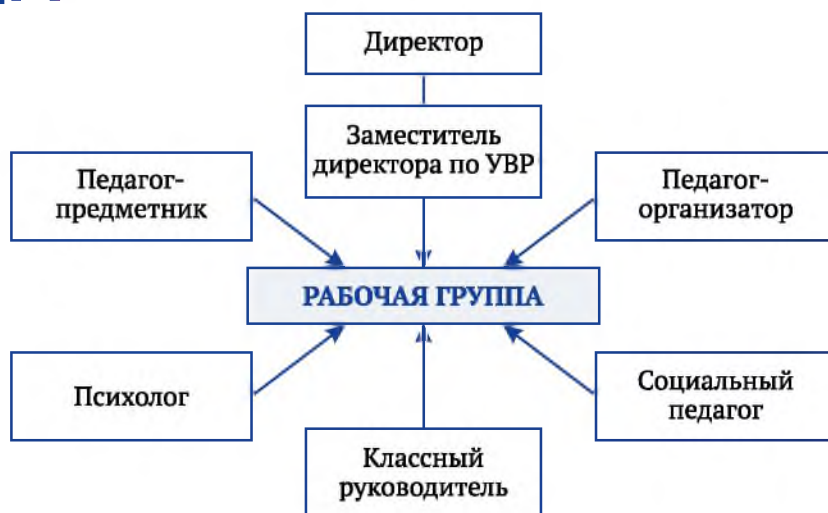 Директор
Заместитель
директора по УВР
Педагог-
предметник
Педагог-
организатор
РАБОЧАЯ ГРУППА
Психолог
Социальный
педагог
Классный
руководитель